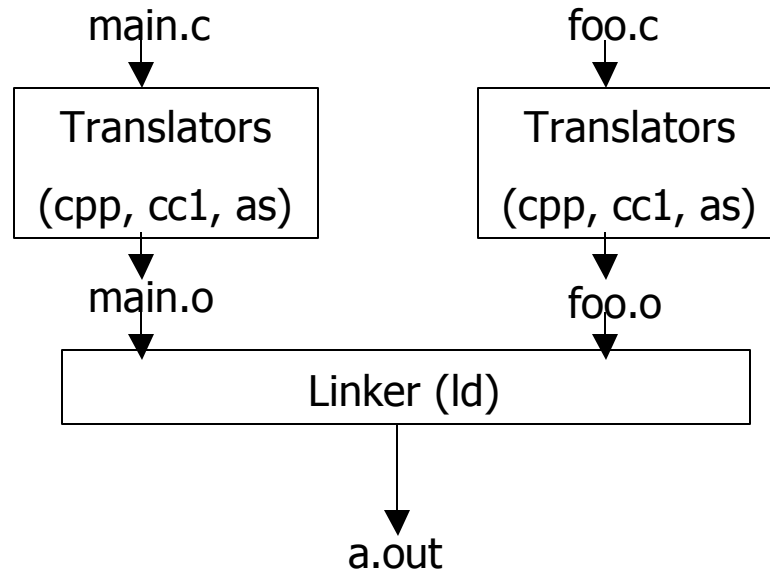 main.c
foo.c
Translators
(cpp, cc1, as)
Translators
(cpp, cc1, as)
main.o
foo.o
Linker (ld)
a.out